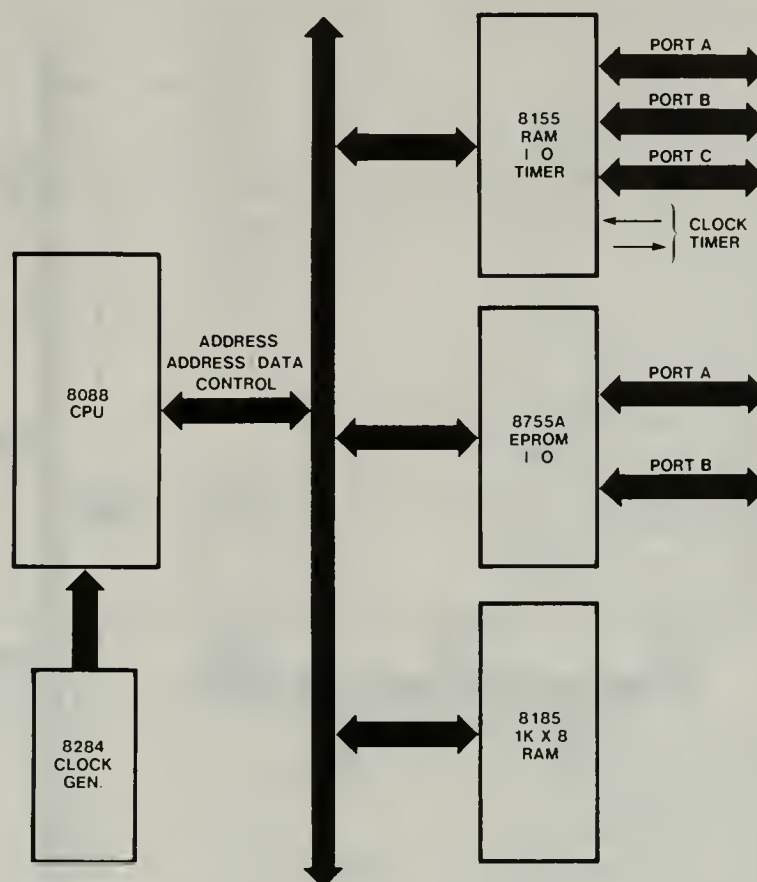 PORT A
PORT B
8155
RAM
I O
TIMER
PORT C
CLOCK
TIMER
ADDRESS
ADDRESS DATA
CONTROL
8088
CPU
PORT A
8755A
EPROM
I O
PORT B
8284
CLOCK
GEN.
8185
1K X 8
RAM